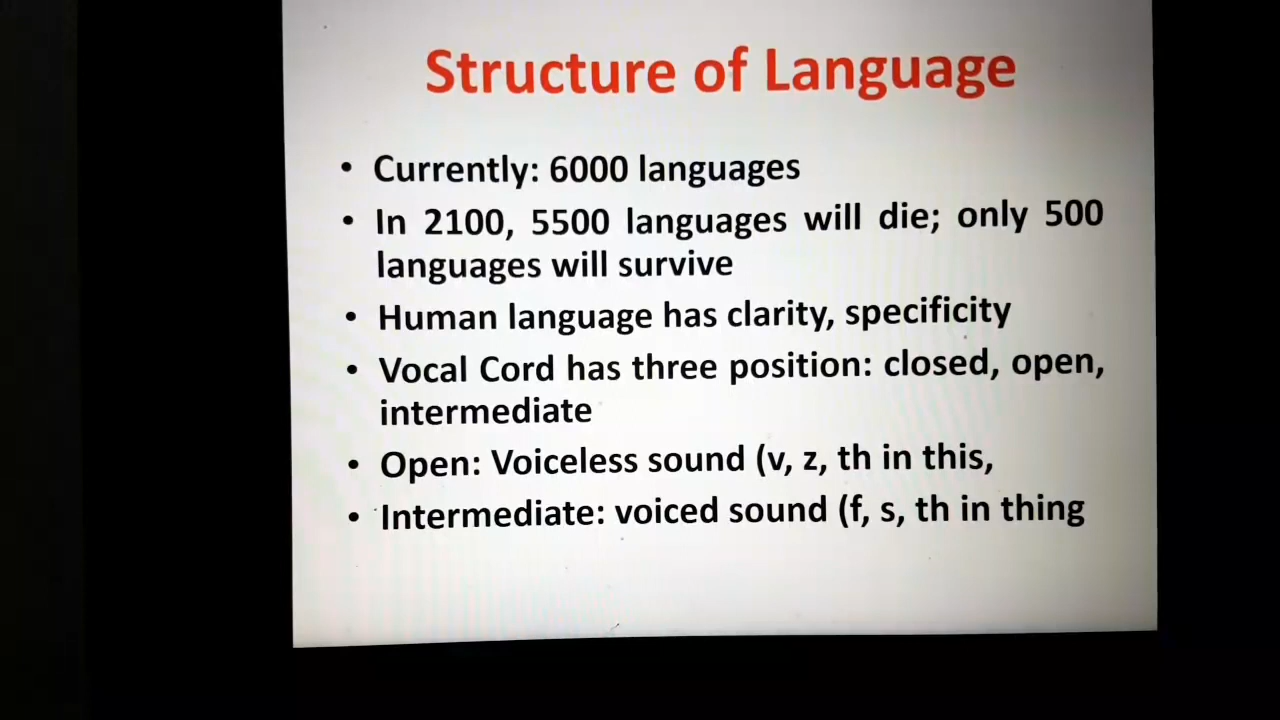 Structure of Language
• Currently: 6000 languages
• In 2100, 5500 languages will die; only 500
languages will survive
• Human language has clarity, specificity
• Vocal Cord has three position: closed, open,
intermediate
• Open: Voiceless sound (v, z, th in this,
• Intermediate: voiced sound (f, s, th in thing